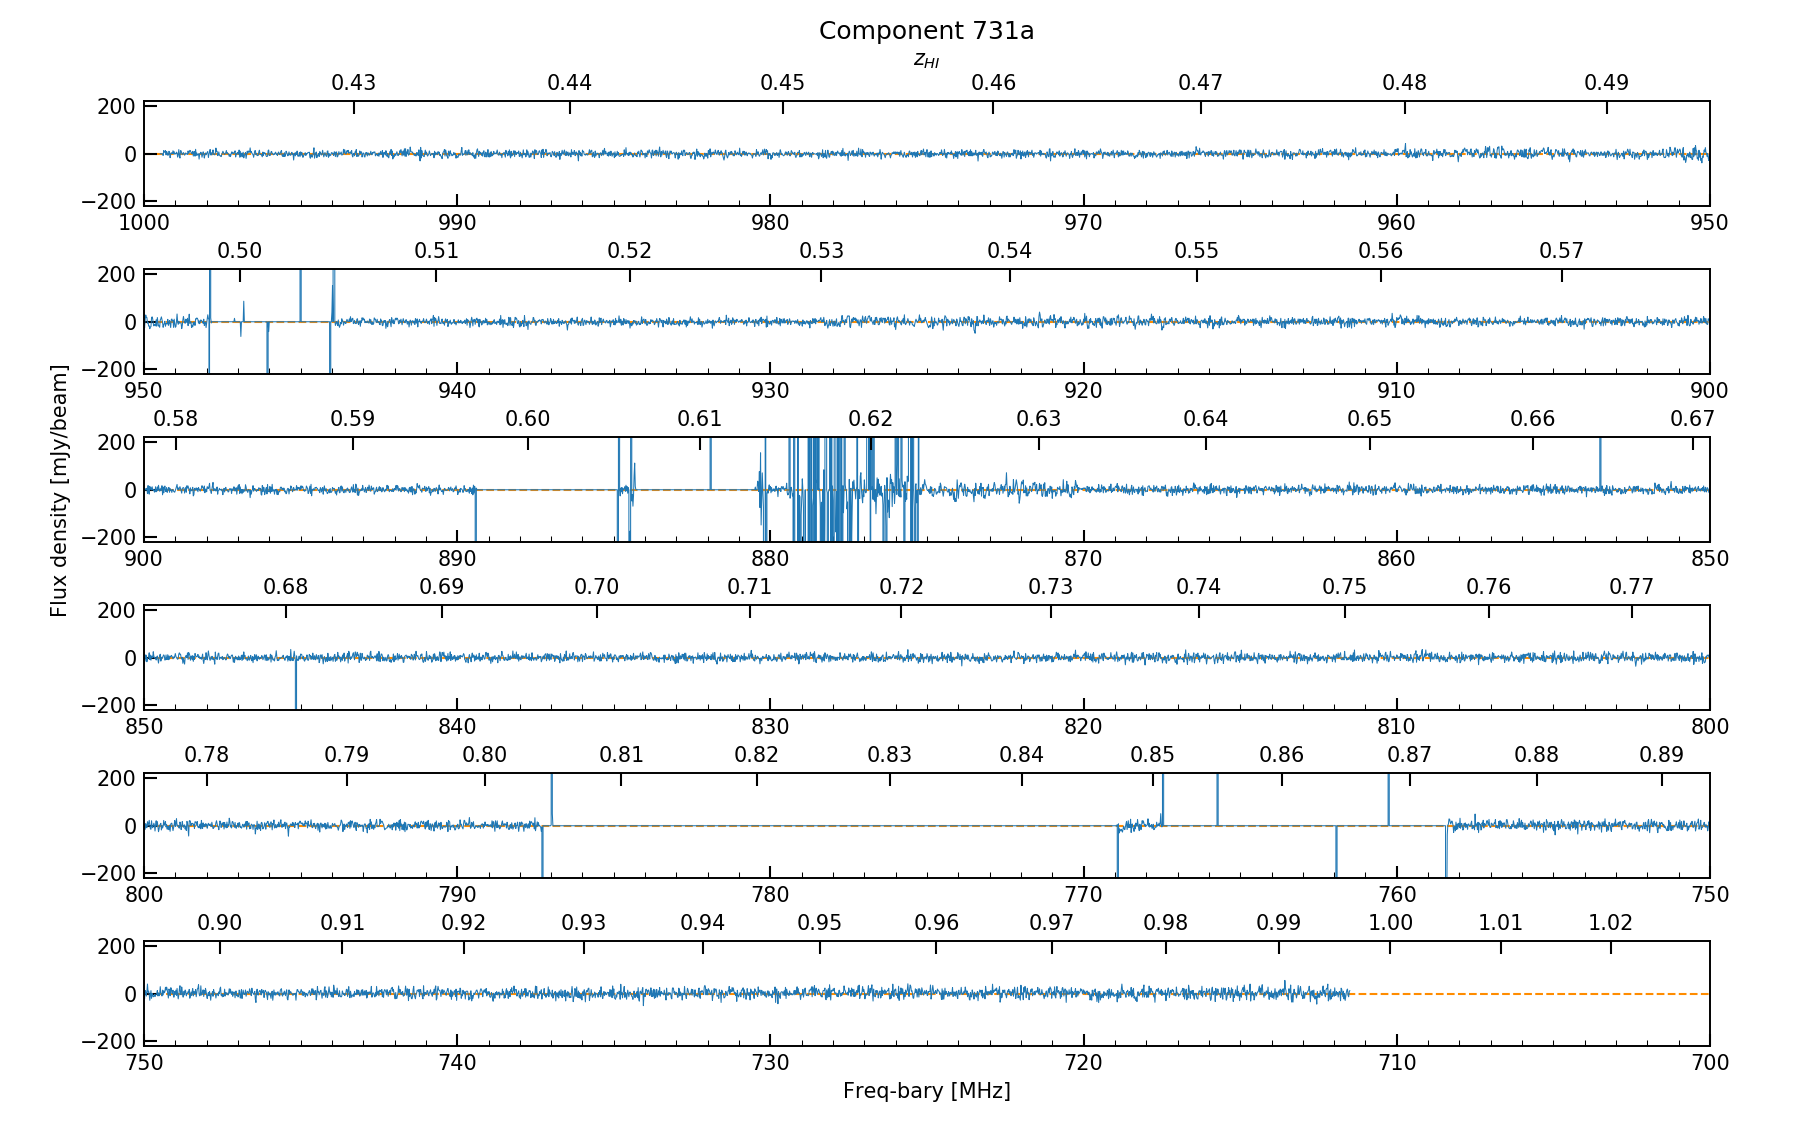 Component 731a
z_HI
0.43 0.44 0.45 0.46 0.47 0.48 0.49
200
0
−200
1000 990 980 970 960 950
0.50 0.51 0.52 0.53 0.54 0.55 0.56 0.57
200
0
−200
950 940 930 920 910 900
0.58 0.59 0.60 0.61 0.62 0.63 0.64 0.65 0.66 0.67
200
0
−200
900 890 880 870 860 850
Flux density [mJy/beam]
0.68 0.69 0.70 0.71 0.72 0.73 0.74 0.75 0.76 0.77
200
0
−200
850 840 830 820 810 800
0.78 0.79 0.80 0.81 0.82 0.83 0.84 0.85 0.86 0.87 0.88 0.89
200
0
−200
800 790 780 770 760 750
0.90 0.91 0.92 0.93 0.94 0.95 0.96 0.97 0.98 0.99 1.00 1.01 1.02
200
0
−200
750 740 730 720 710 700
Freq-bary [MHz]